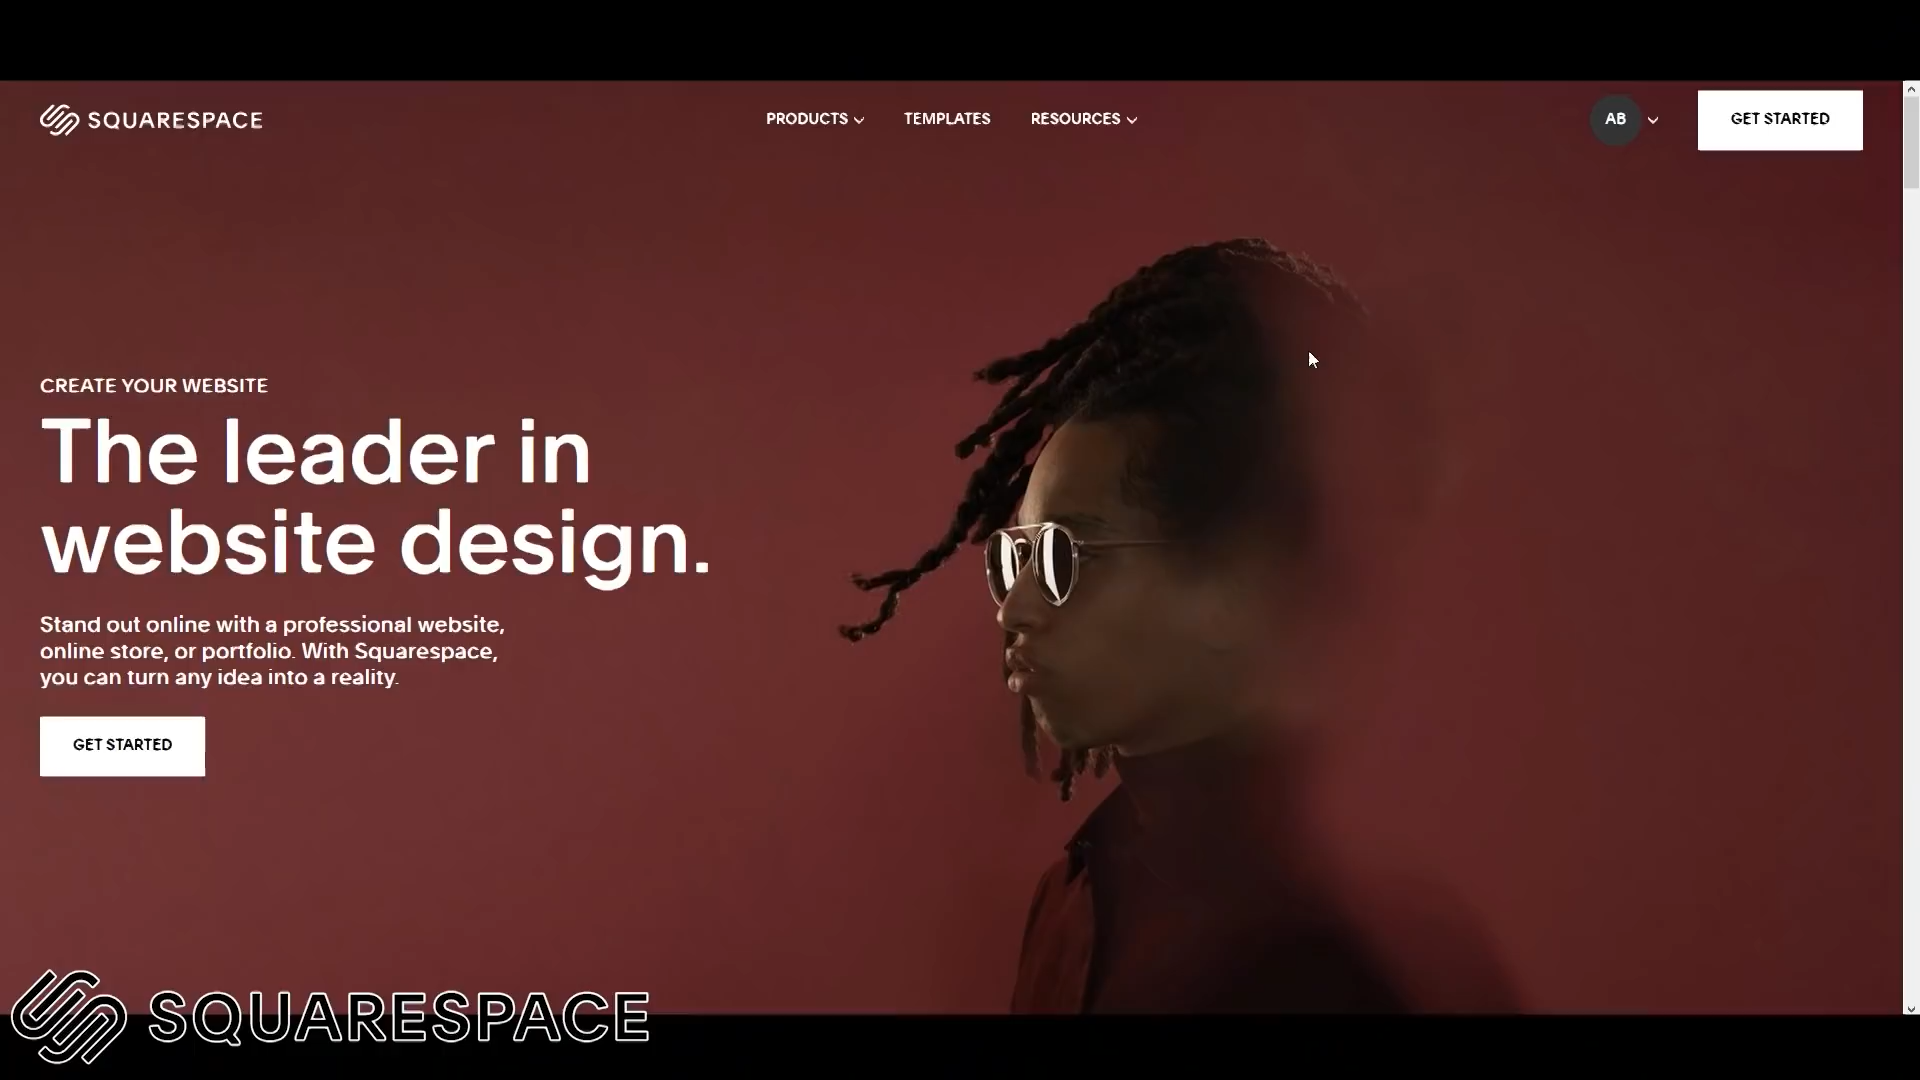 SQUARESPACE
PRODUCTS
TEMPLATES
RESOURCES
AB
GET STARTED
CREATE YOUR WEBSITE
The leader in
website design.
Stand out online with a professional website,
online store, or portfolio. With Squarespace,
you can turn any idea into a reality.
GET STARTED
SQUARESPACE